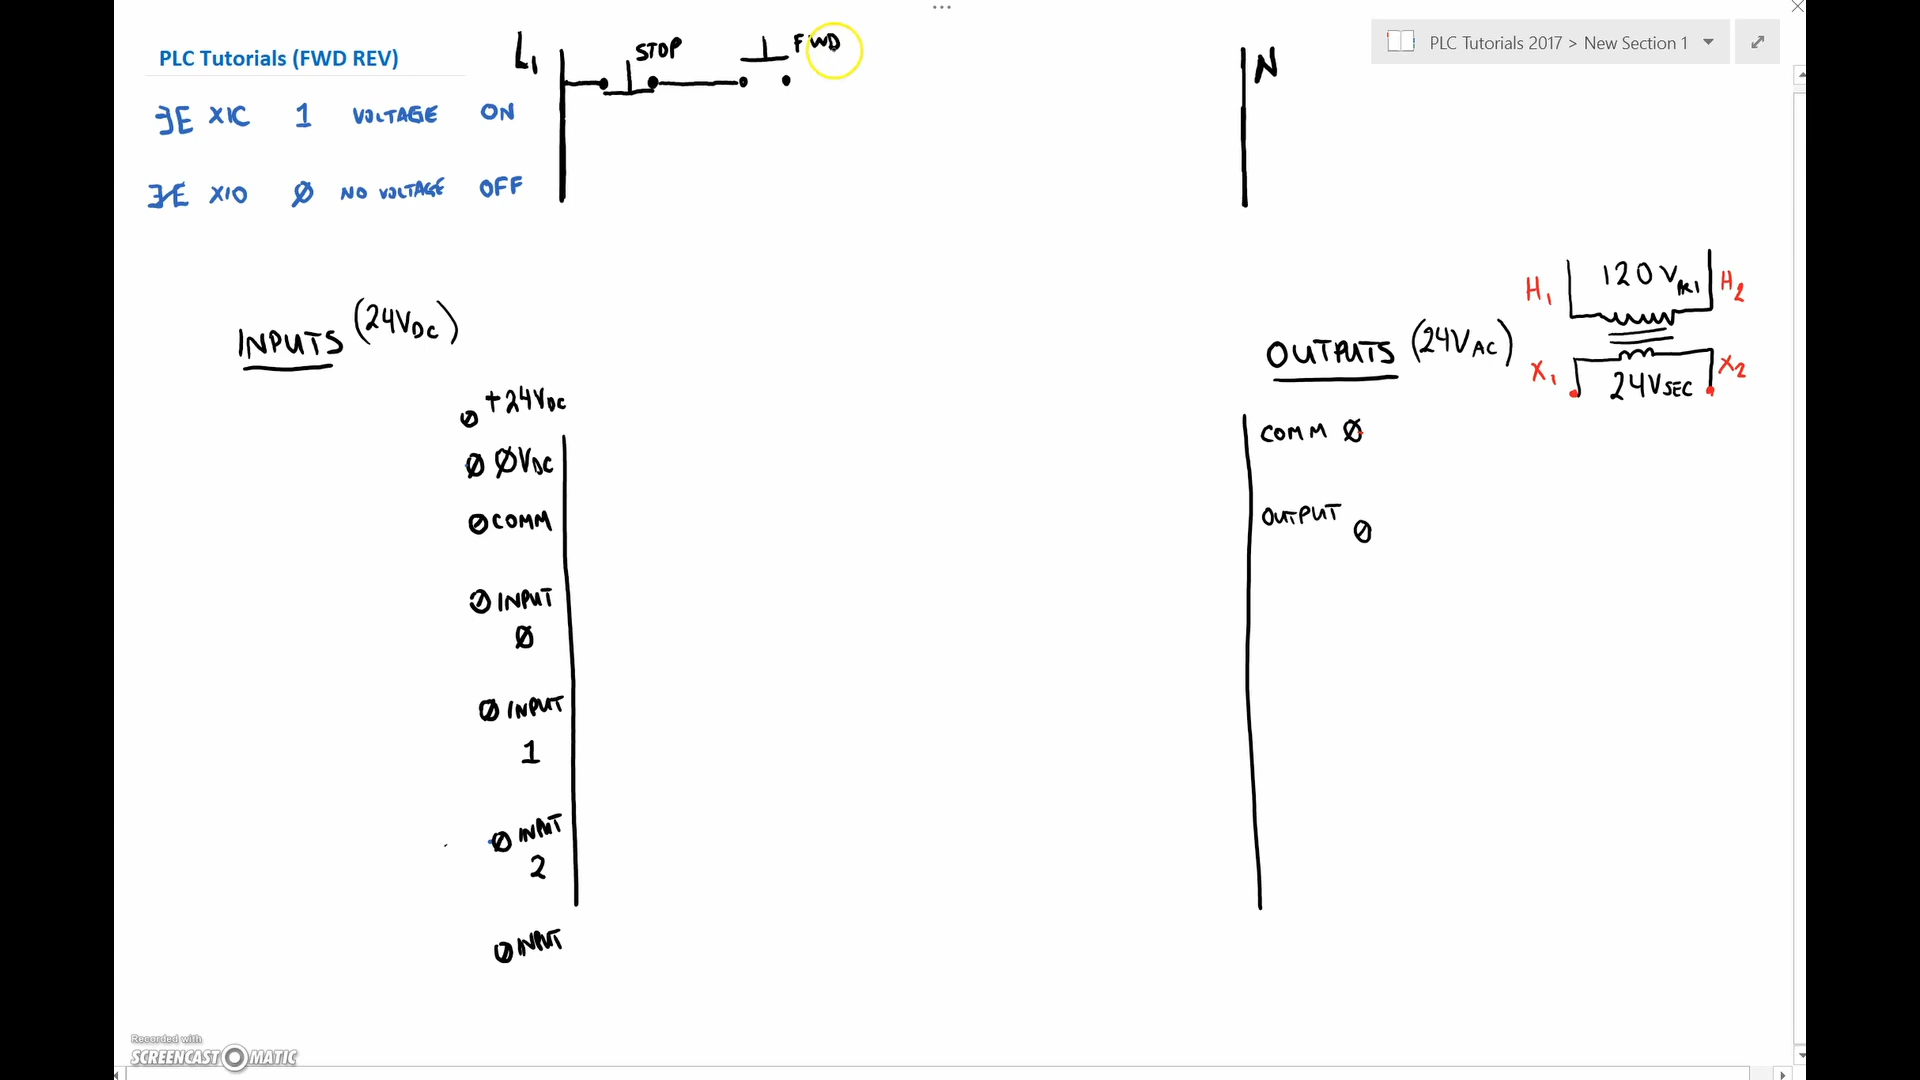 PLC Tutorials 2017 > New Section 1
PLC Tutorials (FWD REV)
L1
STOP
FWD
N
XIC 1 VOLTAGE ON
XIO Ø NO VOLTAGE OFF
INPUTS (24VDC)
+24VDC
ØVDC
COMM
INPUT
Ø
INPUT
1
INPUT
2
INPUT
H1 120V PRI H2
OUTPUTS (24VAC)
X1 24VSEC X2
COMM
OUTPUT
Recorded with
SCREENCAST MATIC